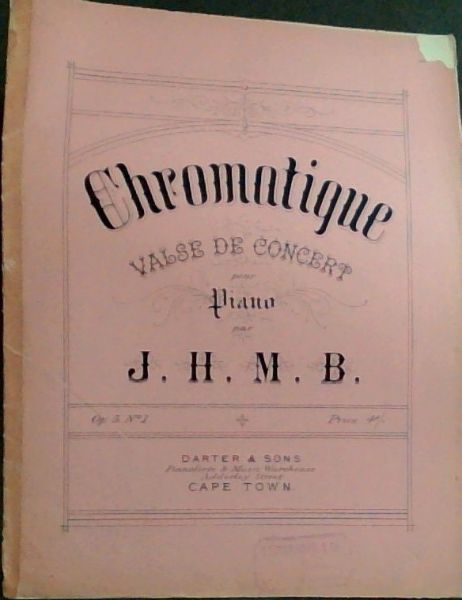 Chromatique
VALSE DE CONCERT
pour
Piano
par
J. H. M. B.
Op. 5. No 1 Price 4/.
DARTER & SONS
Pianoforte & Music Warehouse
Adderley Street
CAPE TOWN